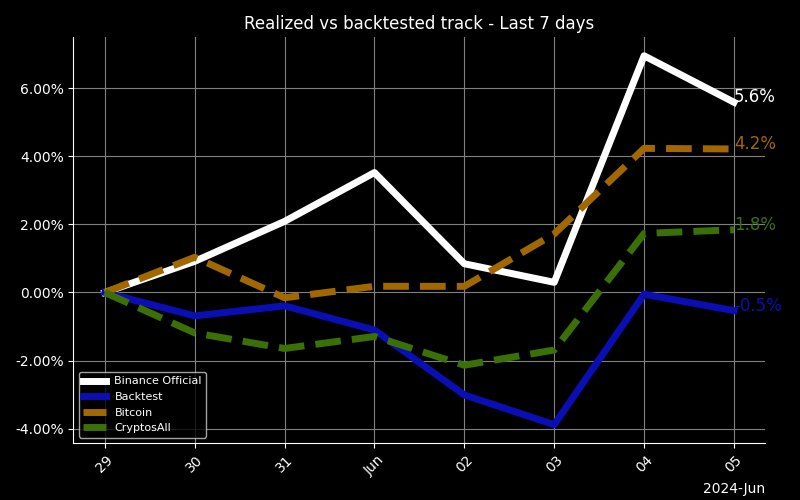 Realized vs backtested track - Last 7 days
6.00%
4.00%
2.00%
0.00%
-2.00%
-4.00%
5.6%
4.2%
1.8%
-0.5%
Binance Official
Backtest
Bitcoin
CryptosAll
29
30
31
Jun
02
03
04
05
2024-Jun